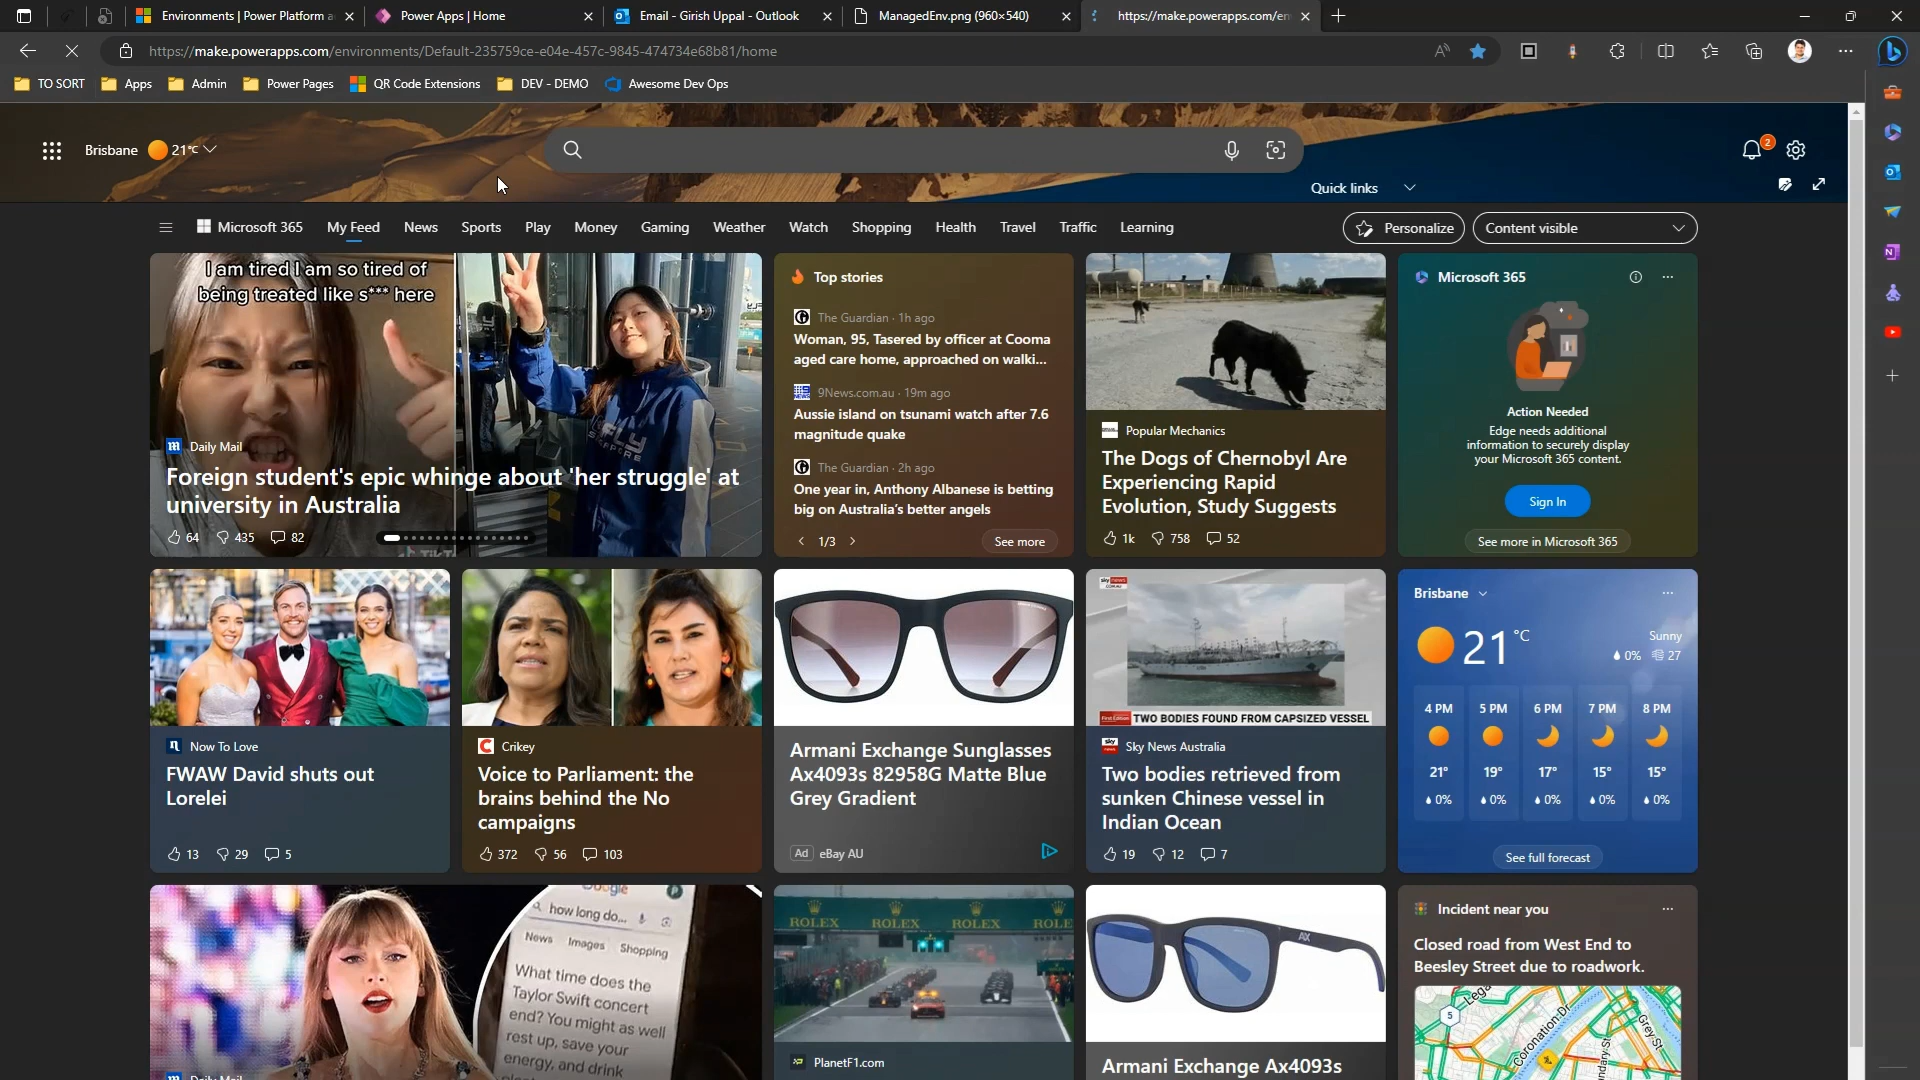 Environments | Power Platform a
Power Apps | Home
Email - Girish Uppal - Outlook
ManagedEnv.png (960×540)
https://make.powerapps.com/en
https://make.powerapps.com/environments/Default-235759ce-e04e-457c-9845-474734e68b81/home
TO SORT
Apps
Admin
Power Pages
QR Code Extensions
DEV - DEMO
Awesome Dev Ops
Brisbane
21°C
2
Quick links
Microsoft 365
My Feed
News
Sports
Play
Money
Gaming
Weather
Watch
Shopping
Health
Travel
Traffic
Learning
Personalize
Content visible
I am tired I am so tired of
being treated like s*** here
Daily Mail
Foreign student's epic whinge about 'her struggle' at
university in Australia
64
435
82
Top stories
The Guardian · 1h ago
Woman, 95, Tasered by officer at Cooma
aged care home, approached on walki...
9News.com.au · 19m ago
Aussie island on tsunami watch after 7.6
magnitude quake
The Guardian · 2h ago
One year in, Anthony Albanese is betting
big on Australia's better angels
1/3
See more
Popular Mechanics
The Dogs of Chernobyl Are
Experiencing Rapid
Evolution, Study Suggests
1k
758
52
Microsoft 365
Action Needed
Edge needs additional
information to securely display
your Microsoft 365 content.
Sign In
See more in Microsoft 365
Now To Love
FWAW David shuts out
Lorelei
13
29
5
Crikey
Voice to Parliament: the
brains behind the No
campaigns
372
56
103
Armani Exchange Sunglasses
Ax4093s 82958G Matte Blue
Grey Gradient
Ad
eBay AU
TWO BODIES FOUND FROM CAPSIZED VESSEL
Sky News Australia
Two bodies retrieved from
sunken Chinese vessel in
Indian Ocean
19
12
7
Brisbane
21°C
Sunny
0%
27
4 PM
5 PM
6 PM
7 PM
8 PM
21°
19°
17°
15°
15°
0%
0%
0%
0%
0%
See full forecast
Google
how long do...
News
Images
Shopping
What time does the
Taylor Swift concert
end? You might as well
rest up, save your
energy, and drink
Daily Mail
ROLEX
ROLEX
ROLEX
PlanetF1.com
AX
Armani Exchange Ax4093s
Incident near you
Closed road from West End to
Beesley Street due to roadwork.
5
Coronation Dr
Grey St